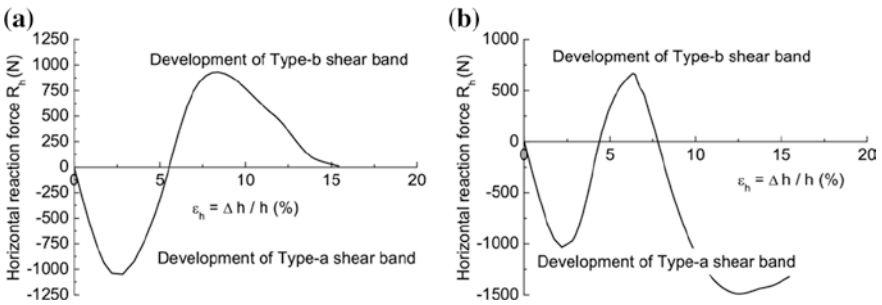 (a)
Horizontal reaction force R_h (N)
1250
1000
750
500
250
0
-250
-500
-750
-1000
-1250
Development of Type-b shear band
0 5 10 15 20
ε_h = Δ h / h (%)
Development of Type-a shear band
(b)
Horizontal reaction force R_h (N)
1000
500
0
-500
-1000
-1500
Development of Type-b shear band
0 5 10 15 20
ε_h = Δ h / h (%)
Development of Type-a shear band